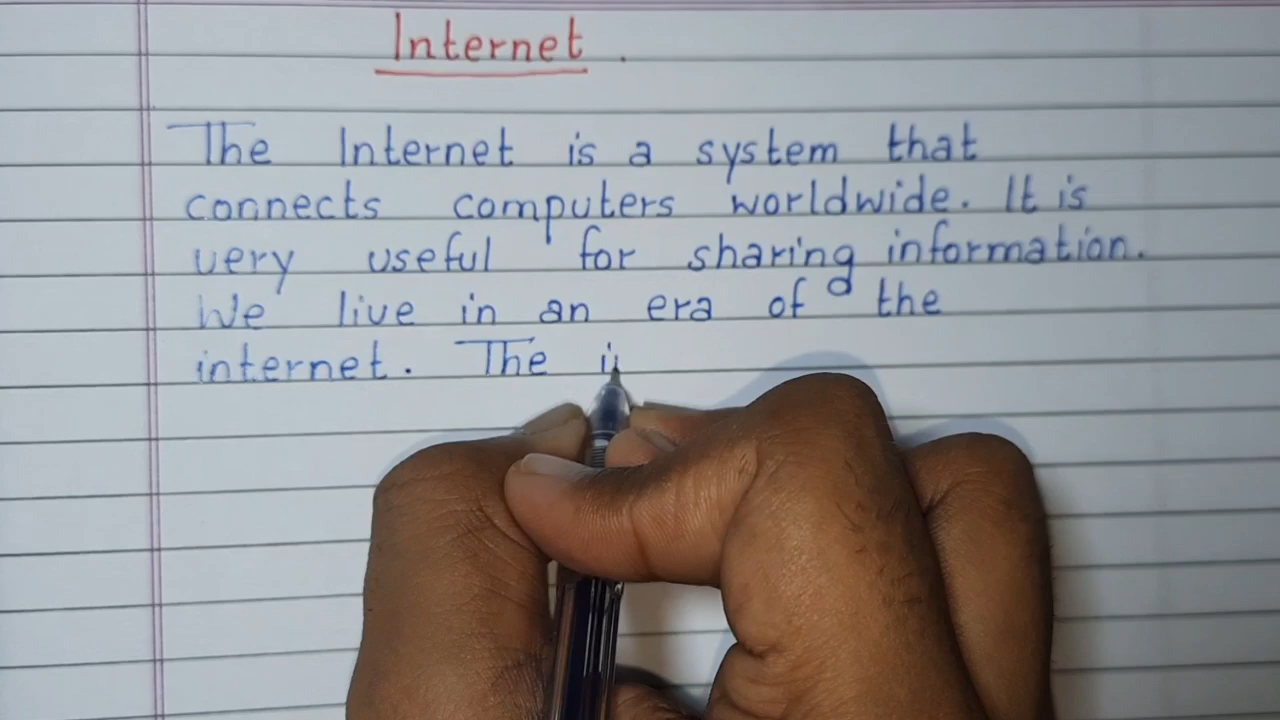 Internet.
The Internet is a system that
connects computers worldwide. It is
very useful for sharing information.
We live in an era of the
internet. The i